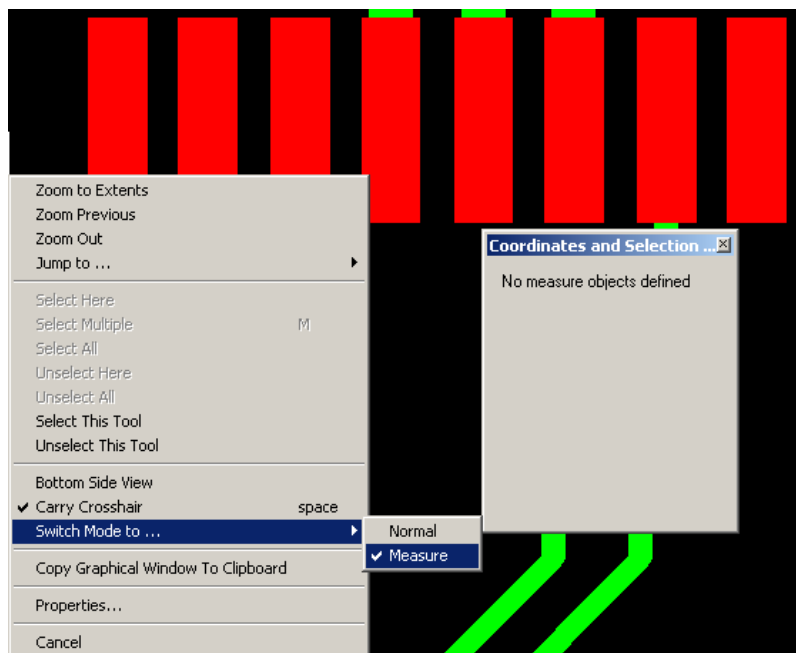 Zoom to Extents
Zoom Previous
Zoom Out
Jump to ...
Select Here
Select Multiple M
Select All
Unselect Here
Unselect All
Select This Tool
Unselect This Tool
Bottom Side View
Carry Crosshair space
Switch Mode to ...
Copy Graphical Window To Clipboard
Properties...
Cancel
Normal
Measure
Coordinates and Selection ...
No measure objects defined